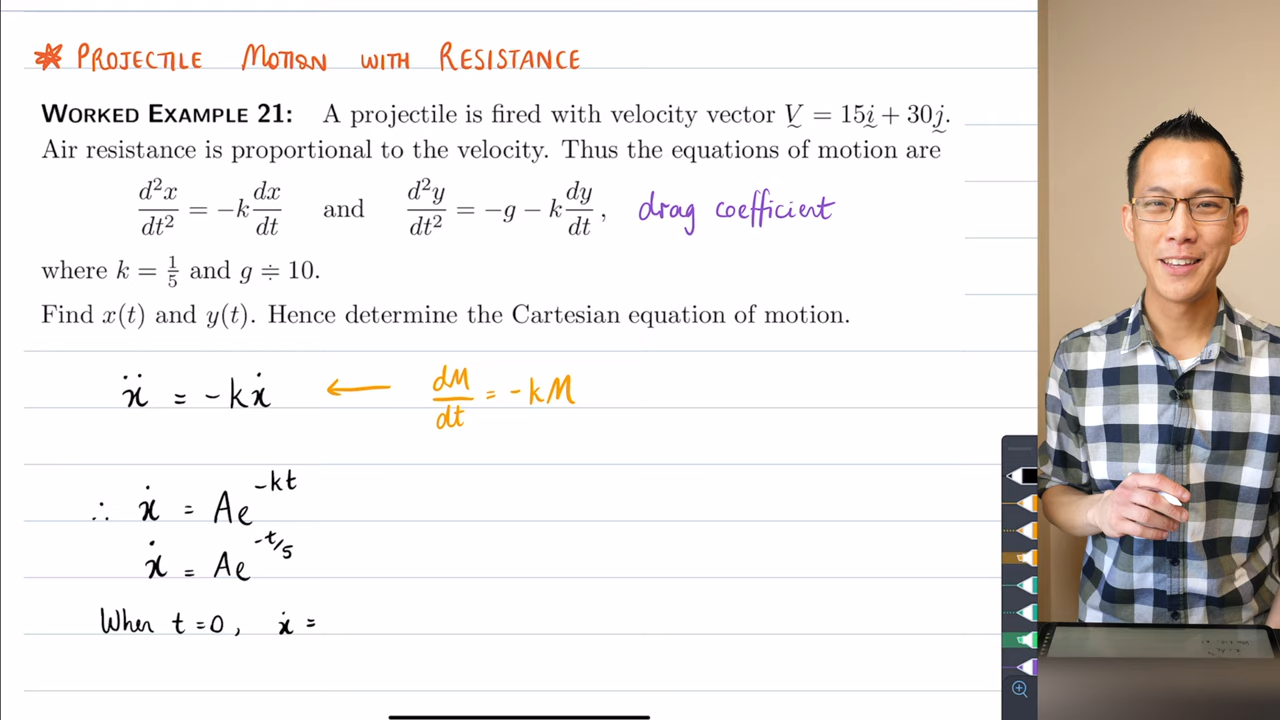 * PROJECTILE MOTION WITH RESISTANCE
WORKED EXAMPLE 21: A projectile is fired with velocity vector V = 15i + 30j.
Air resistance is proportional to the velocity. Thus the equations of motion are
d²x/dt² = −k dx/dt and d²y/dt² = −g − k dy/dt, drag coefficient
where k = 1/5 and g ≑ 10.
Find x(t) and y(t). Hence determine the Cartesian equation of motion.
ẍ = -kẋ ← dM/dt = -kM
∴ ẋ = Ae^-kt
ẋ = Ae^-t/5
When t=0, ẋ =